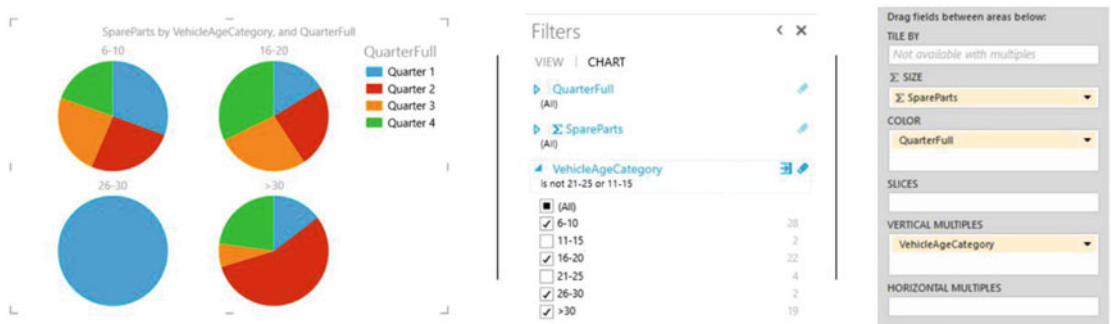 SpareParts by VehicleAgeCategory, and QuarterFull
6-10
16-20
QuarterFull
Quarter 1
Quarter 2
Quarter 3
Quarter 4
26-30
>30
Filters
VIEW | CHART
QuarterFull
(All)
Σ SpareParts
(All)
VehicleAgeCategory
Is not 21-25 or 11-15
(All)
6-10 28
11-15 2
16-20 22
21-25 4
26-30 2
>30 19
Drag fields between areas below:
TILE BY
Not available with multiples
Σ SIZE
Σ SpareParts
COLOR
QuarterFull
SLICES
VERTICAL MULTIPLES
VehicleAgeCategory
HORIZONTAL MULTIPLES